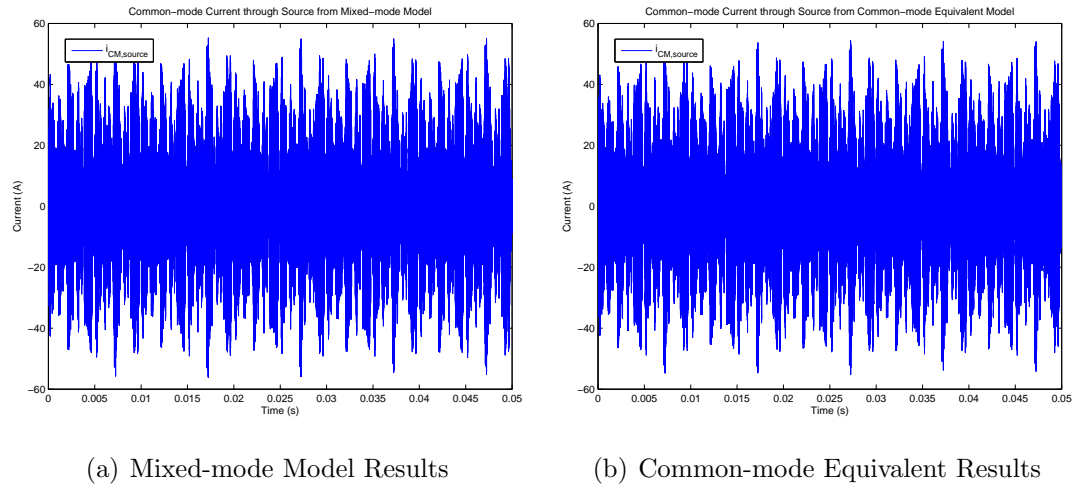 Common−mode Current through Source from Mixed−mode Model
60
40
20
0
−20
−40
−60
Current (A)
i_CM,source
0 0.005 0.01 0.015 0.02 0.025 0.03 0.035 0.04 0.045 0.05
Time (s)
(a) Mixed-mode Model Results
Common−mode Current through Source from Common−mode Equivalent Model
60
40
20
0
−20
−40
−60
Current (A)
i_CM,source
0 0.005 0.01 0.015 0.02 0.025 0.03 0.035 0.04 0.045 0.05
Time (s)
(b) Common-mode Equivalent Results